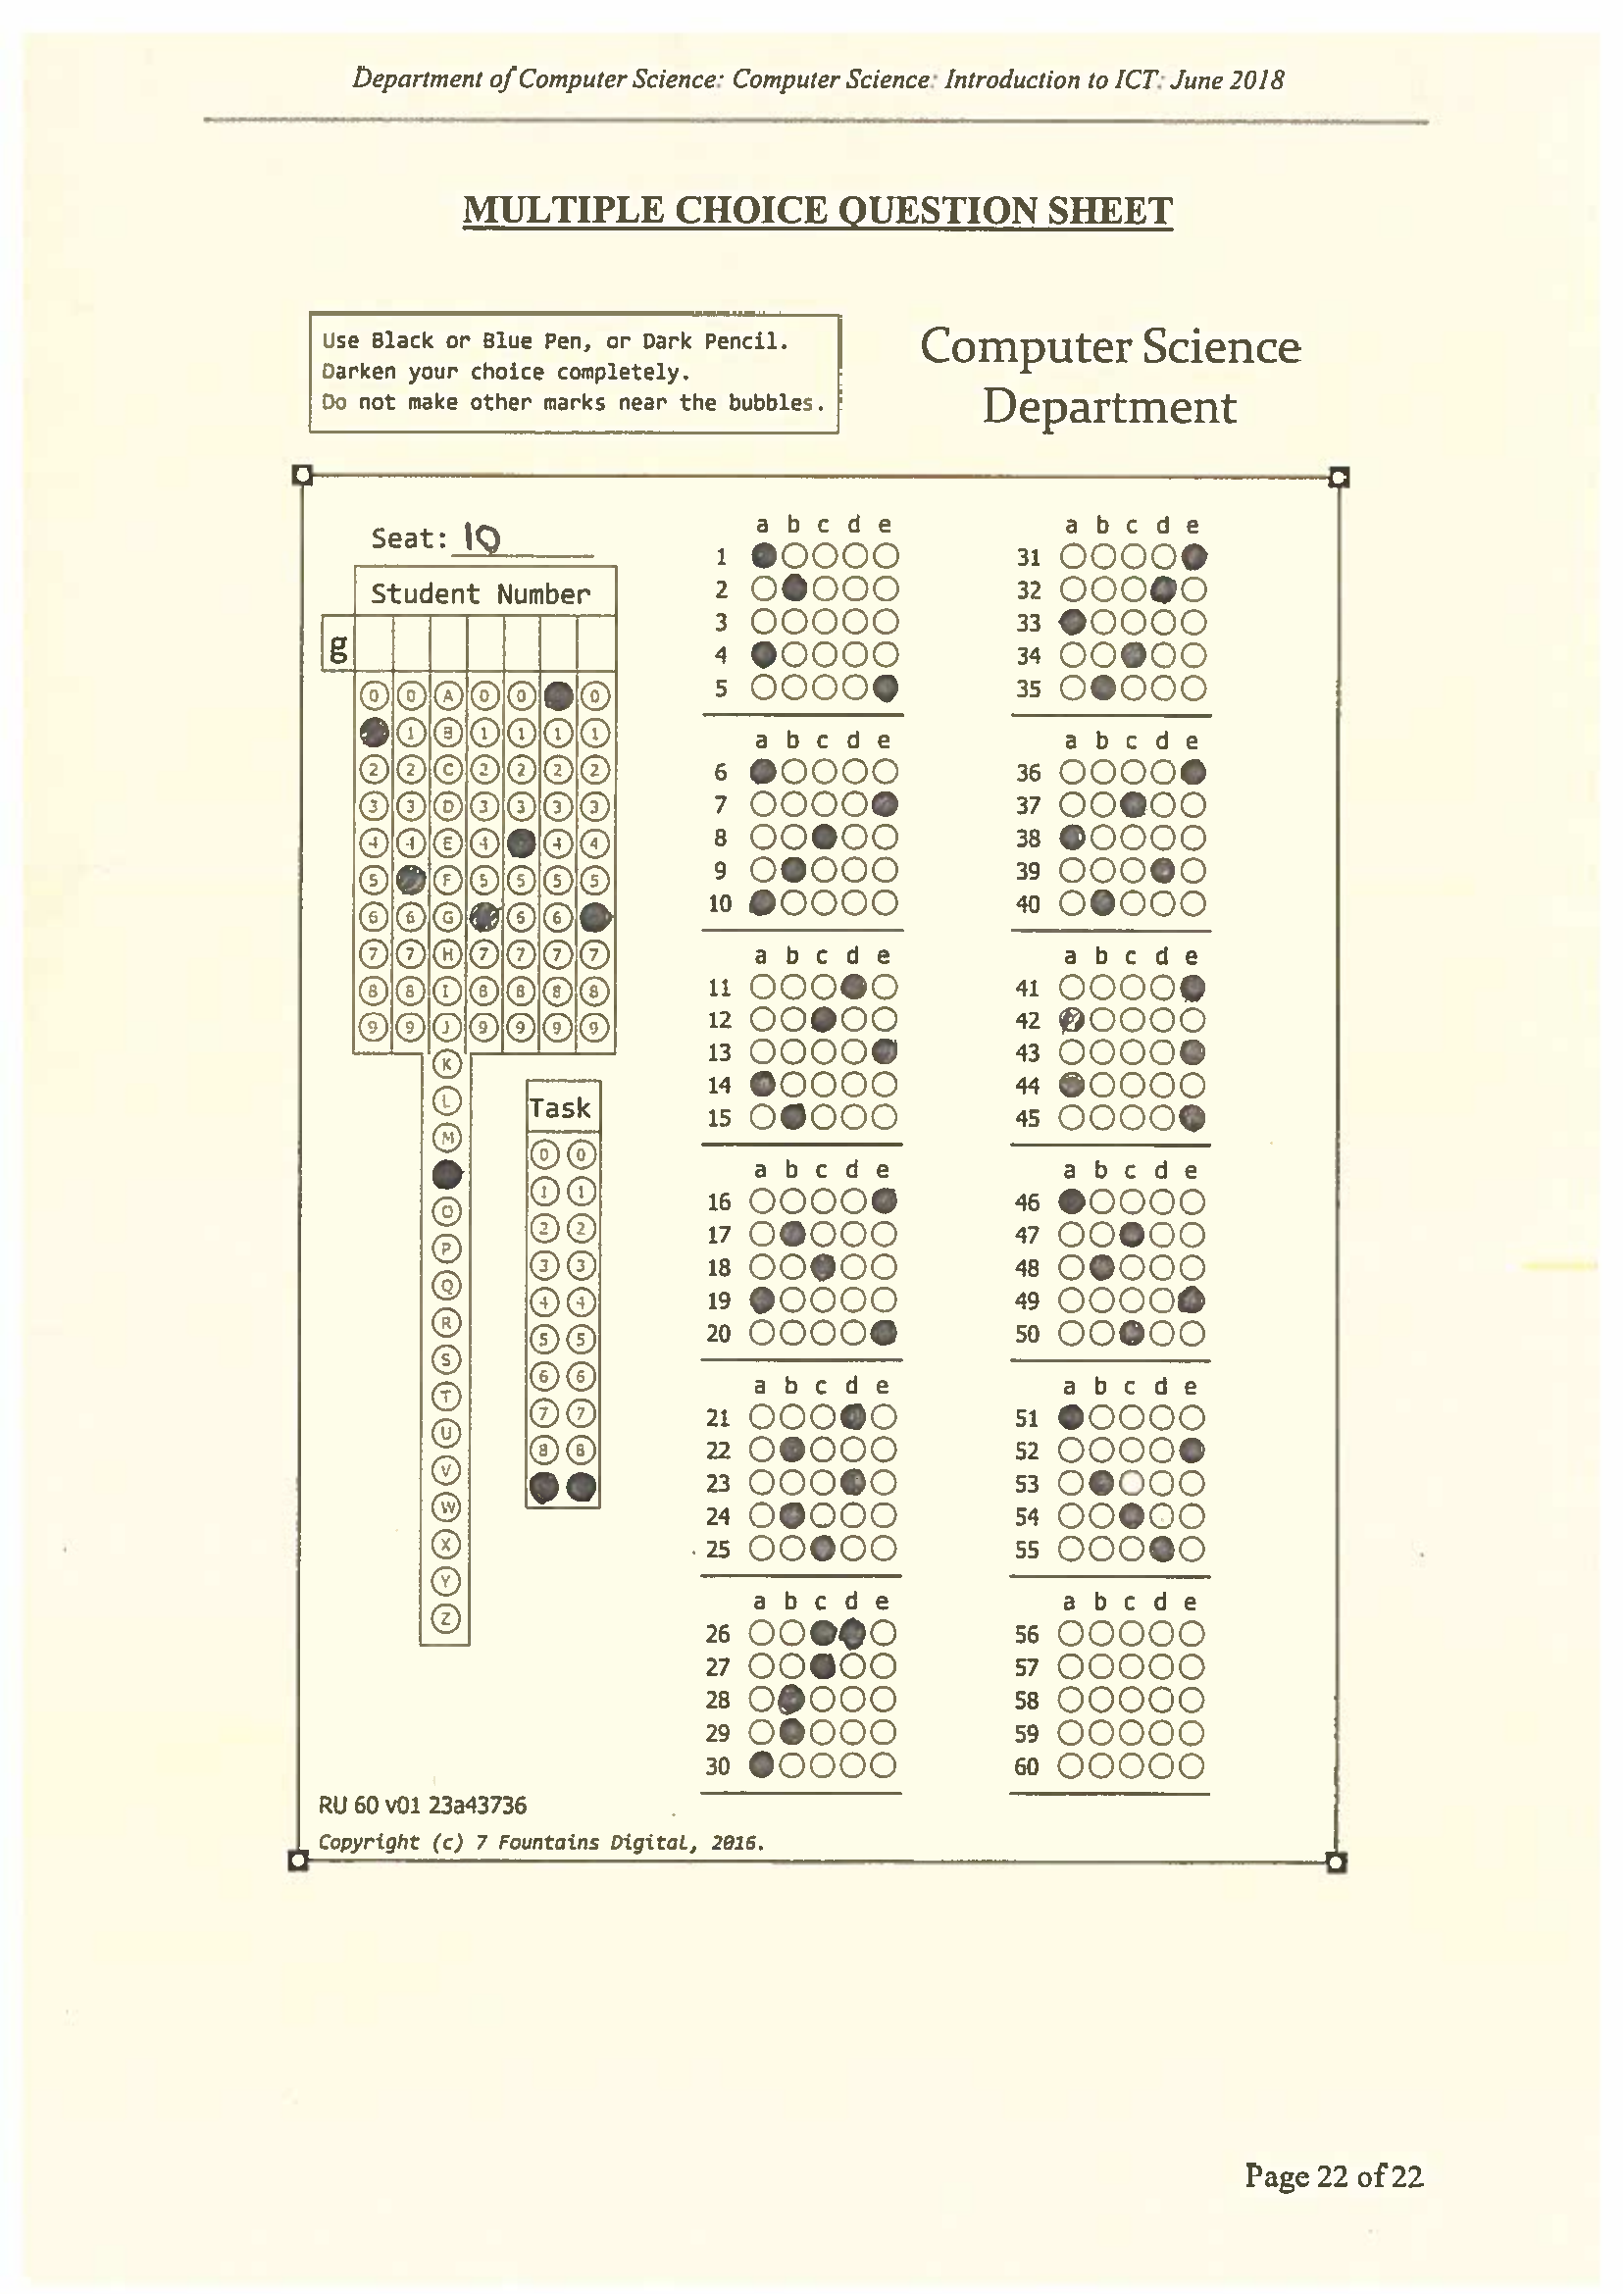 Department of Computer Science: Computer Science: Introduction to ICT: June 2018
MULTIPLE CHOICE QUESTION SHEET
Use Black or Blue Pen, or Dark Pencil.
Darken your choice completely.
Do not make other marks near the bubbles.
Computer Science
Department
Seat: 10
Student Number
g
0 0 A 0 0 0
1 B 1 1 1 1
2 2 C 2 2 2 2
3 3 D 3 3 3 3
4 4 E 4 4 4
5 F 5 5 5 5
6 6 G 6 6
7 7 H 7 7 7 7
8 8 I 8 8 8 8
9 9 J 9 9 9 9
K
L
M
O
P
Q
R
S
T
U
V
W
X
Y
Z
Task
0 0
1 1
2 2
3 3
4 4
5 5
6 6
7 7
8 8
a b c d e
1
2
3
4
5
a b c d e
6
7
8
9
10
a b c d e
11
12
13
14
15
a b c d e
16
17
18
19
20
a b c d e
21
22
23
24
25
a b c d e
26
27
28
29
30
a b c d e
31
32
33
34
35
a b c d e
36
37
38
39
40
a b c d e
41
42
43
44
45
a b c d e
46
47
48
49
50
a b c d e
51
52
53
54
55
a b c d e
56
57
58
59
60
RU 60 v01 23a43736
Copyright (c) 7 Fountains Digital, 2016.
Page 22 of 22